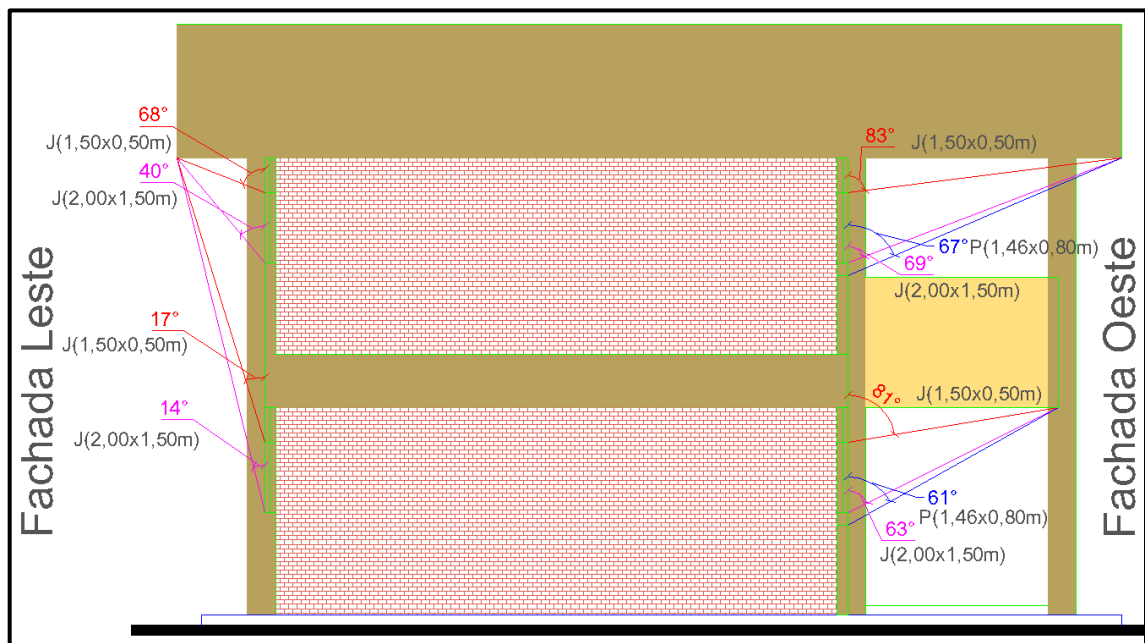 Fachada Leste
68°
J(1,50x0,50m)
40°
J(2,00x1,50m)
17°
J(1,50x0,50m)
14°
J(2,00x1,50m)
83°
J(1,50x0,50m)
67°
P(1,46x0,80m)
69°
J(2,00x1,50m)
81°
J(1,50x0,50m)
61°
P(1,46x0,80m)
63°
J(2,00x1,50m)
Fachada Oeste